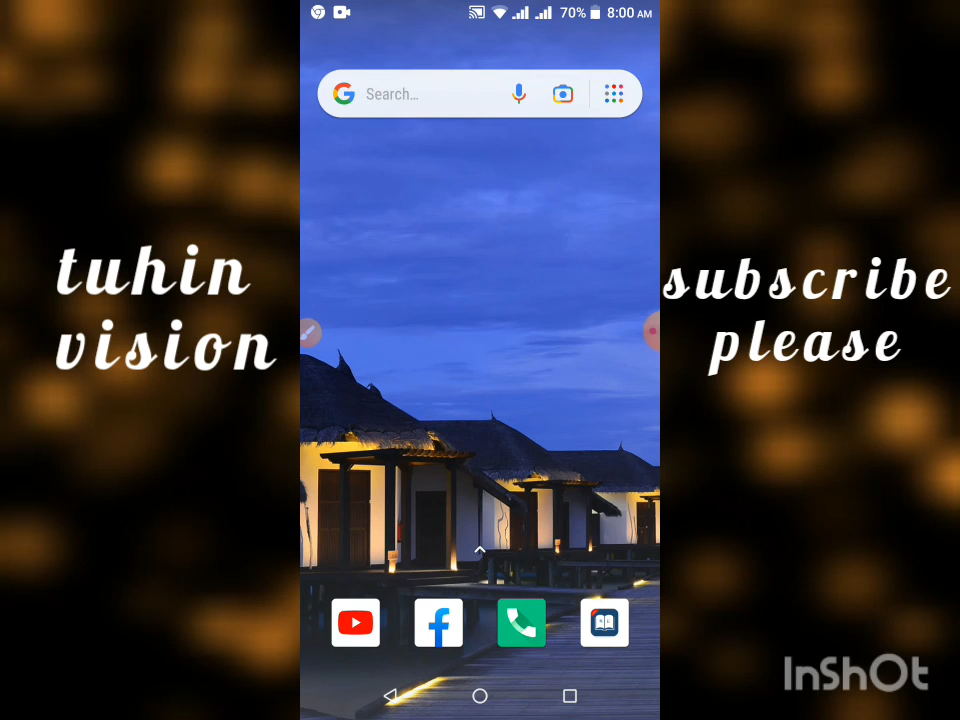 70% 8:00 AM
Search...
tuhin
vision
subscribe
please
InShOt